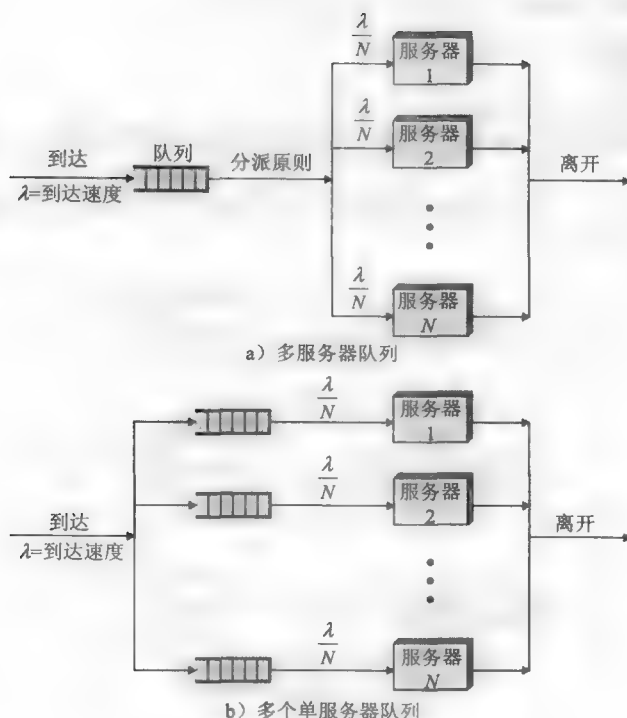 λ/N
服务器
1
λ/N
服务器
2
队列
到达
λ=到达速度
分派原则
离开
λ/N
服务器
N
a) 多服务器队列
λ/N
服务器
1
λ/N
服务器
2
到达
λ=到达速度
离开
λ/N
服务器
N
b) 多个单服务器队列